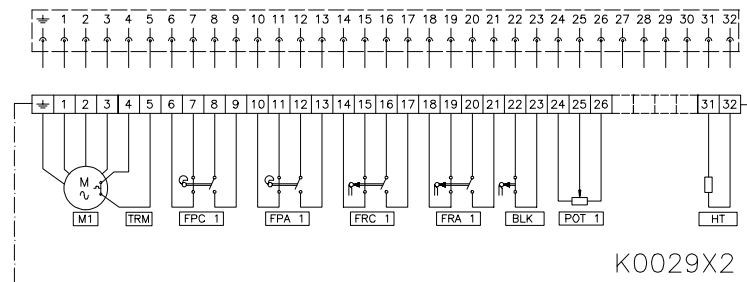 1 2 3 4 5 6 7 8 9 10 11 12 13 14 15 16 17 18 19 20 21 22 23 24 25 26 27 28 29 30 31 32
1 2 3 4 5 6 7 8 9 10 11 12 13 14 15 16 17 18 19 20 21 22 23 24 25 26 31 32
M
M1 TRM FPC 1 FPA 1 FRC 1 FRA 1 BLK POT 1 HT
K0029X2